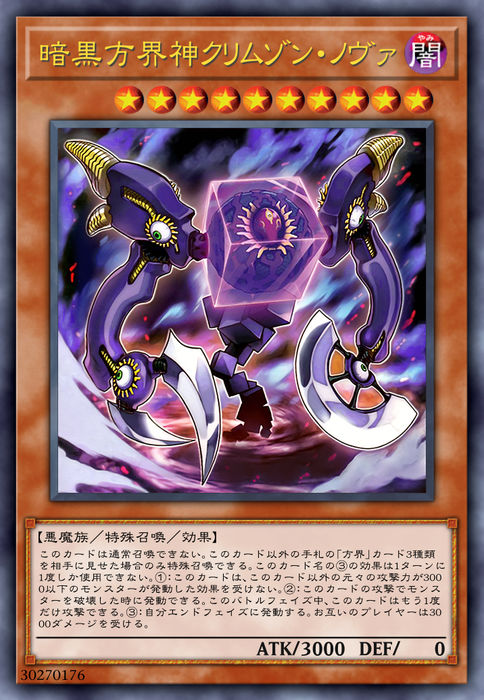 暗黒方界神クリムゾン・ノヴァ
やみ
闇
【悪魔族／特殊召喚／効果】
このカードは通常召喚できない。このカード以外の手札の「方界」カード3種類
を相手に見せた場合のみ特殊召喚できる。このカード名の③の効果は1ターンに
1度しか使用できない。①：このカードは、このカード以外の元々の攻撃力が300
0以下のモンスターが発動した効果を受けない。②：このカードの攻撃でモンス
ターを破壊した時に発動できる。このバトルフェイズ中、このカードはもう1度
だけ攻撃できる。③：自分エンドフェイズに発動する。お互いのプレイヤーは30
00ダメージを受ける。
ATK/3000 DEF/ 0
30270176